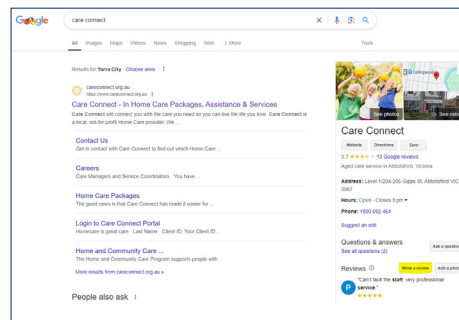 Google
care connect
All Images Maps Videos News Shopping Web More
Tools
Results for Yarra City · Choose area
careconnect.org.au
https://www.careconnect.org.au
Care Connect - In Home Care Packages, Assistance & Services
Care Connect will connect you with the care you need so you can live the life you love. Care Connect is
a local, not-for-profit Home Care provider. We ...
Contact Us
Get in contact with Care Connect to find out which Home Care ...
Careers
Care Managers and Service Coordinators · You have ...
Home Care Packages
The good news is that Care Connect has made it easier for ...
Login to Care Connect Portal
Homecare is great care · Last Name · Client ID. Your Client ID ...
Home and Community Care ...
The Home and Community Care Program supports people with ...
More results from careconnect.org.au »
People also ask
Collingwood
See photos
See outs
Care Connect
Website Directions Save
3.7 ★★★★ 13 Google reviews
Aged care service in Abbotsford, Victoria
Address: Level 1/204-206 Gipps St, Abbotsford VIC
3067
Hours: Open · Closes 5 pm
Phone: 1800 692 464
Suggest an edit
Questions & answers
See all questions (2)
Ask a questio
Reviews
Write a review
Add a phot
P
"Can't fault the staff, very professional
service."
★★★★★